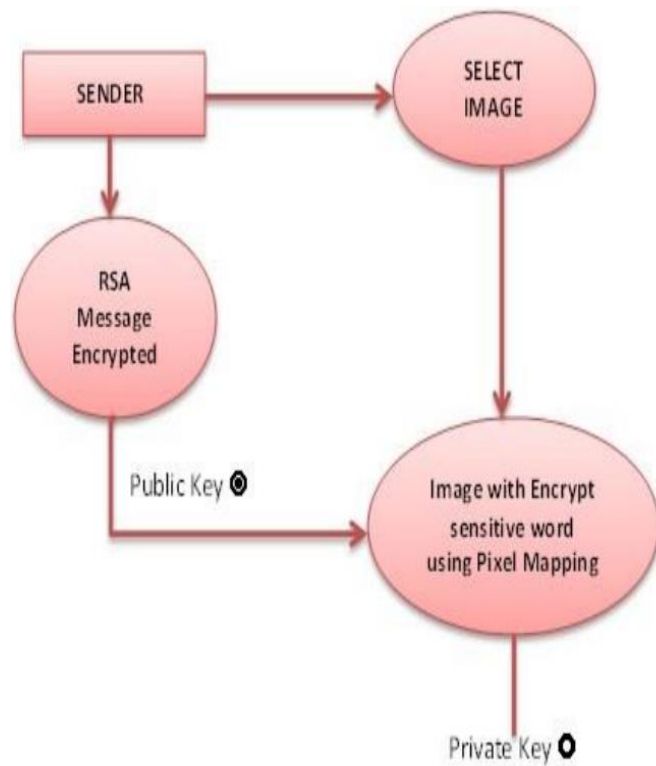 SENDER
SELECT
IMAGE
RSA
Message
Encrypted
Public Key
Image with Encrypt
sensitive word
using Pixel Mapping
Private Key